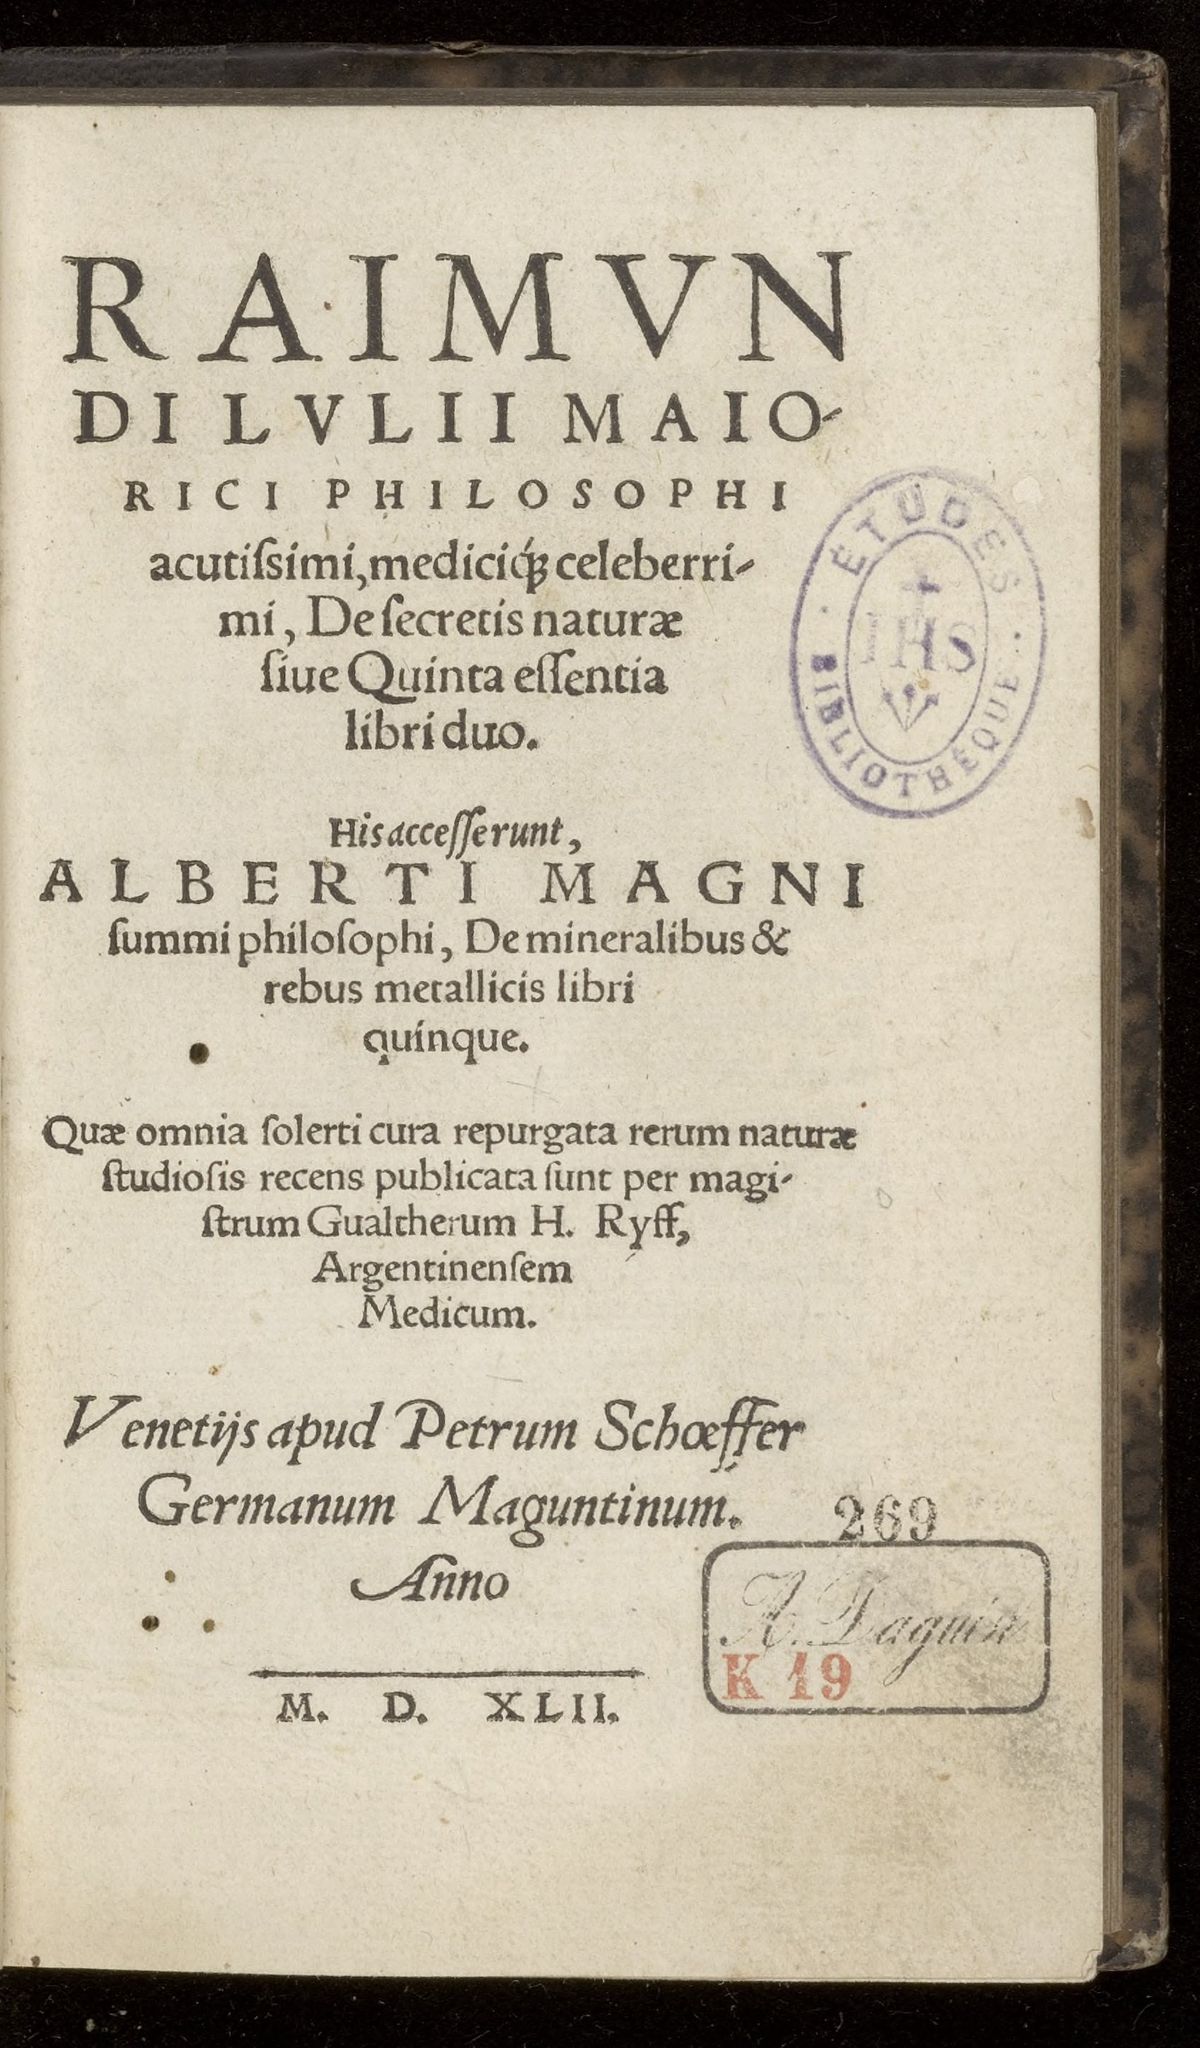 RAIMVN
DI LVLII MAIO-
RICI PHILOSOPHI
acutiſsimi, mediciq́ꝫ celeberri-
mi, De ſecretis naturæ
ſiue Quinta eſſentia
libri duo.
ÉTUDES
IHS
BIBLIOTHÈQUE
His acceſſerunt,
ALBERTI MAGNI
ſummi philoſophi, De mineralibus &
rebus metallicis libri
quinque.
Quæ omnia ſolerti cura repurgata rerum naturæ
ſtudioſis recens publicata ſunt per magi-
ſtrum Gualtherum H. Ryff,
Argentinenſem
Medicum.
Venetijs apud Petrum Schœffer
Germanum Maguntinum.
Anno
M. D. XLII.
269
A. Daguin
K 19